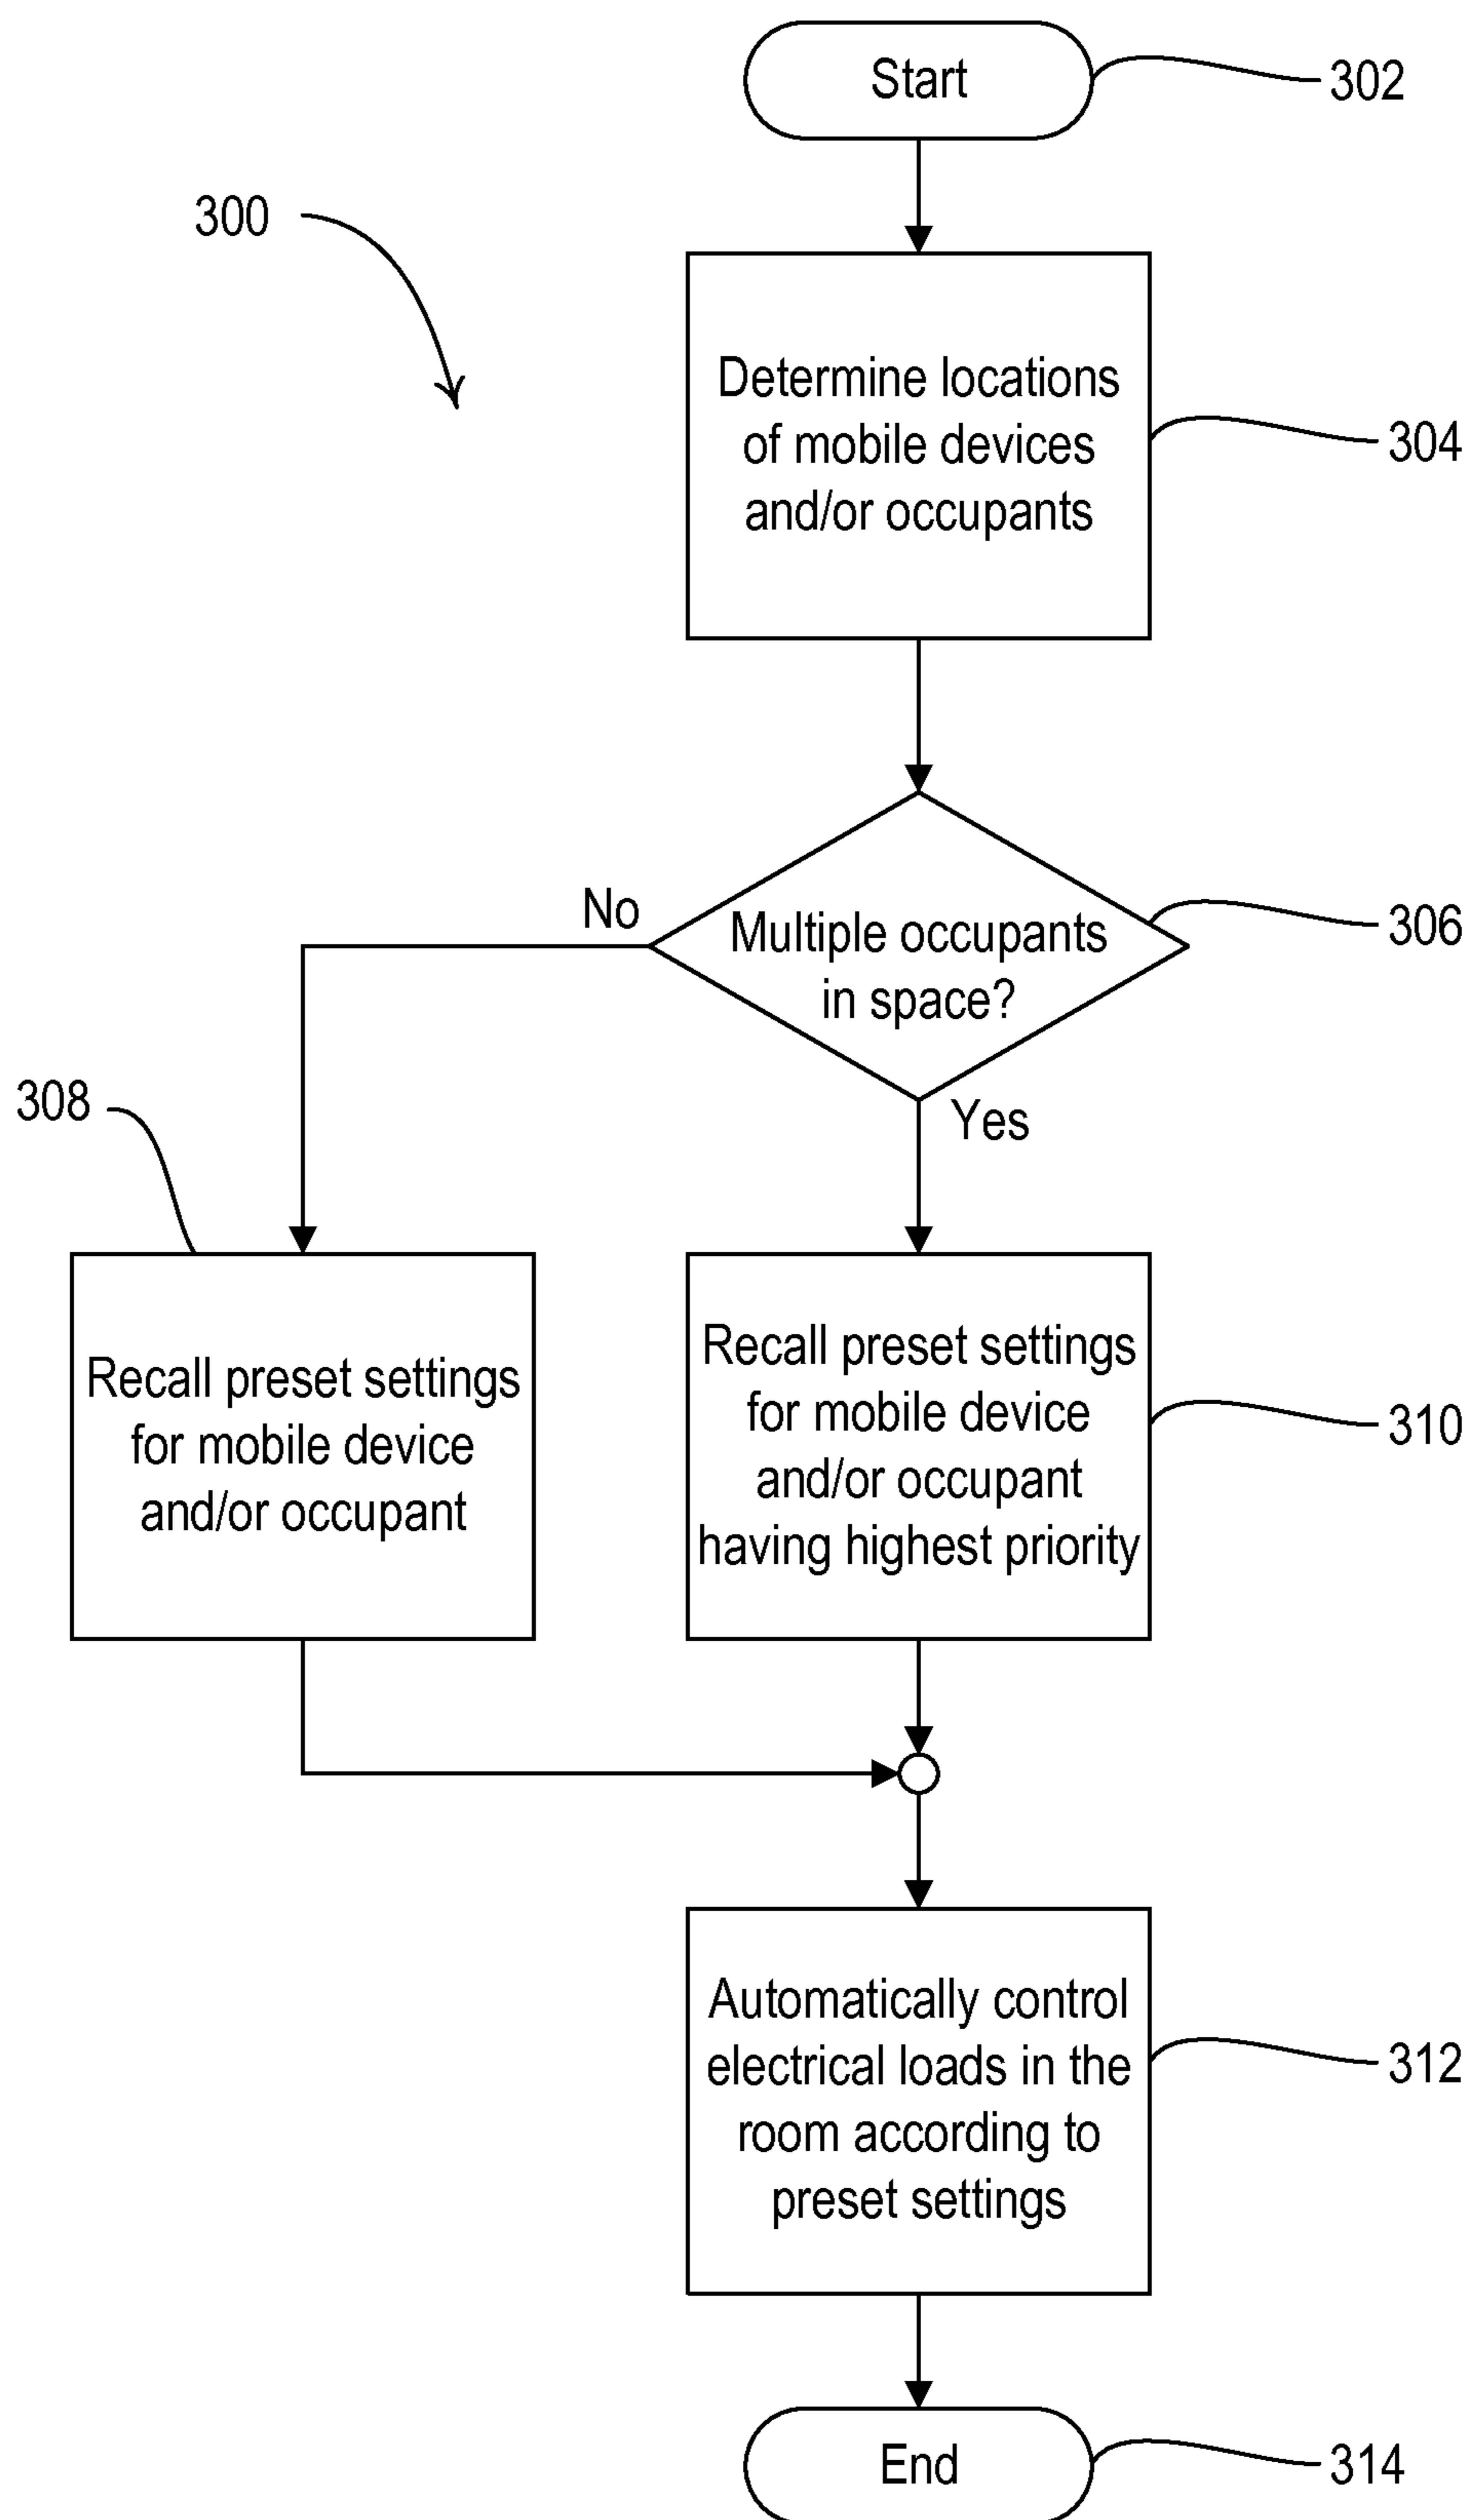 Start
302
300
Determine locations
of mobile devices
and/or occupants
304
No
Multiple occupants
in space?
306
Yes
308
Recall preset settings
for mobile device
and/or occupant
Recall preset settings
for mobile device
and/or occupant
having highest priority
310
Automatically control
electrical loads in the
room according to
preset settings
312
End
314